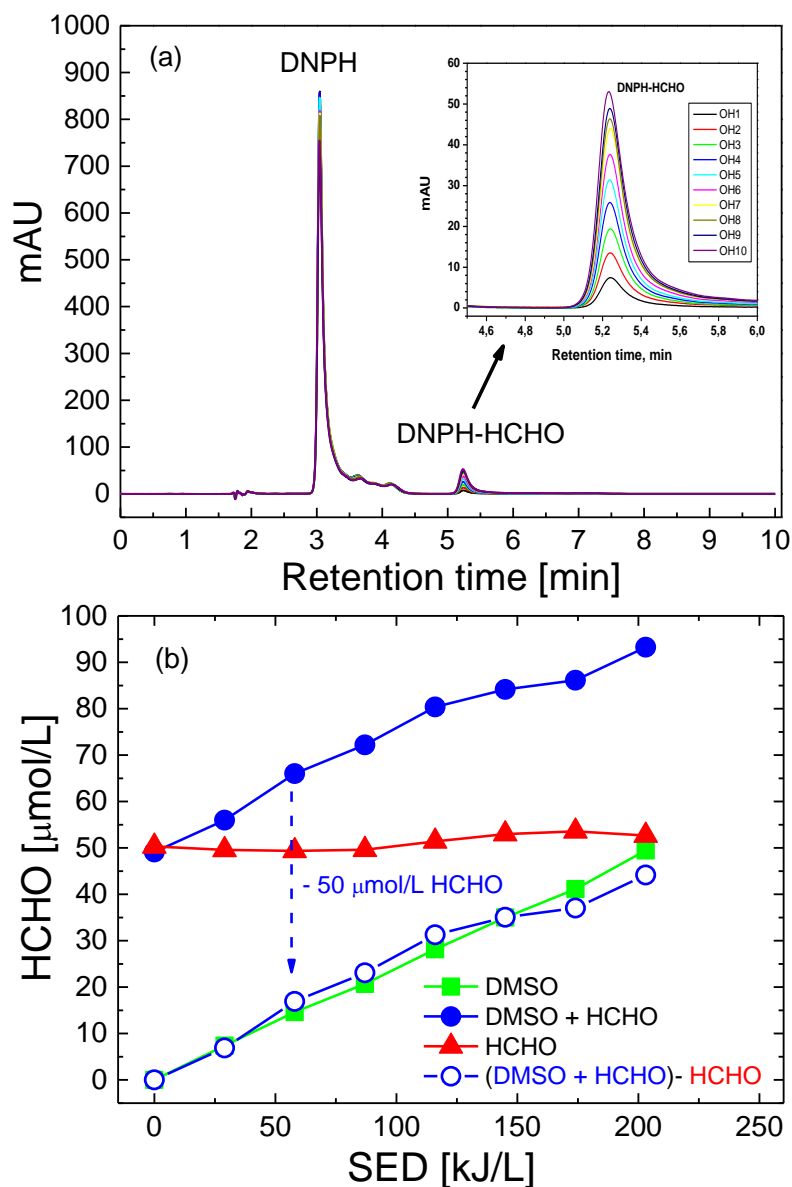 (a)
DNPH
DNPH-HCHO
1000
900
800
700
600
500
400
300
200
100
0
mAU
0 1 2 3 4 5 6 7 8 9 10
Retention time [min]
DNPH-HCHO
60
50
40
30
20
10
0
mAU
OH1
OH2
OH3
OH4
OH5
OH6
OH7
OH8
OH9
OH10
4,6 4,8 5,0 5,2 5,4 5,6 5,8 6,0
Retention time, min
(b)
100
90
80
70
60
50
40
30
20
10
0
HCHO [μmol/L]
- 50 μmol/L HCHO
DMSO
DMSO + HCHO
HCHO
(DMSO + HCHO)- HCHO
0 50 100 150 200 250
SED [kJ/L]